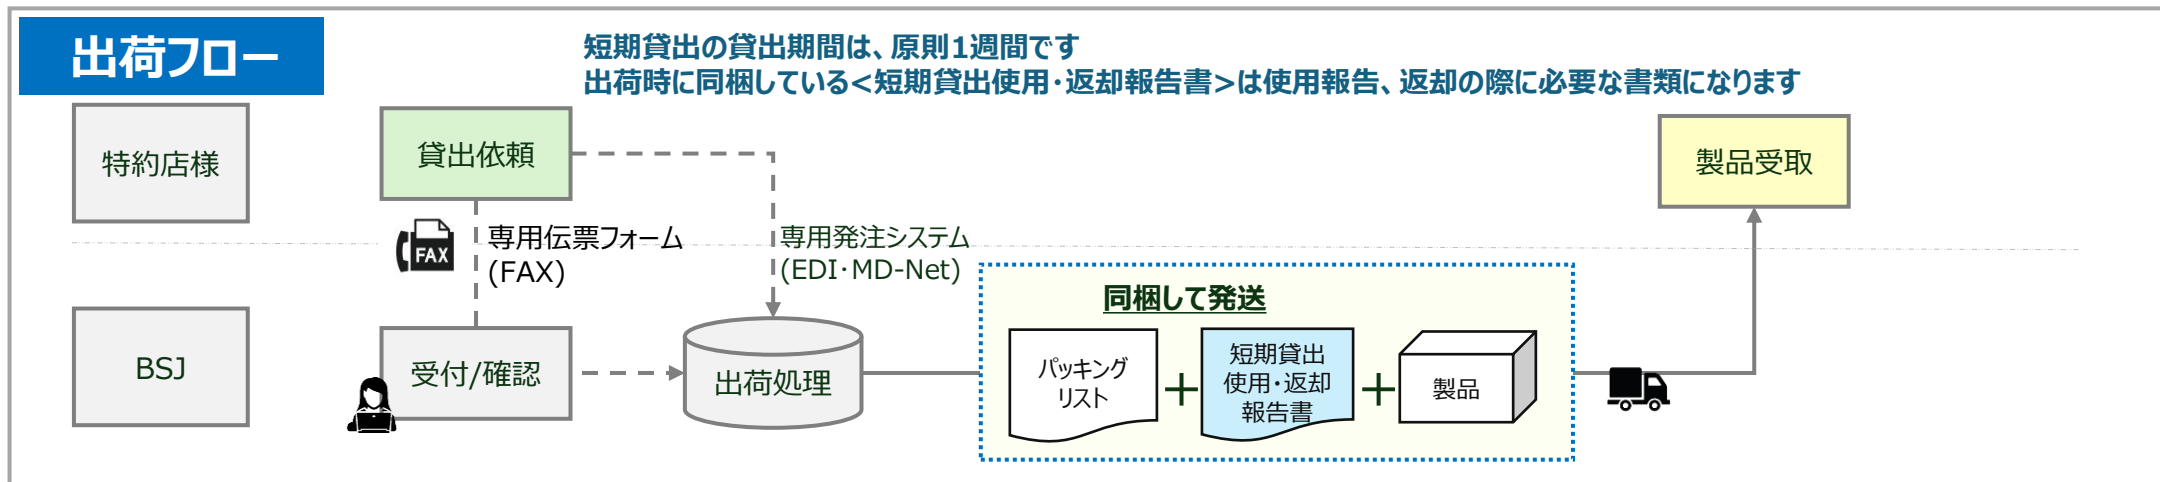 出荷フロー
短期貸出の貸出期間は、原則1週間です
出荷時に同梱している<短期貸出使用・返却報告書>は使用報告、返却の際に必要な書類になります
特約店様
貸出依頼
製品受取
FAX
専用伝票フォーム
(FAX)
専用発注システム
(EDI・MD-Net)
同梱して発送
BSJ
受付/確認
出荷処理
パッキング
リスト
+
短期貸出
使用・返却
報告書
+
製品